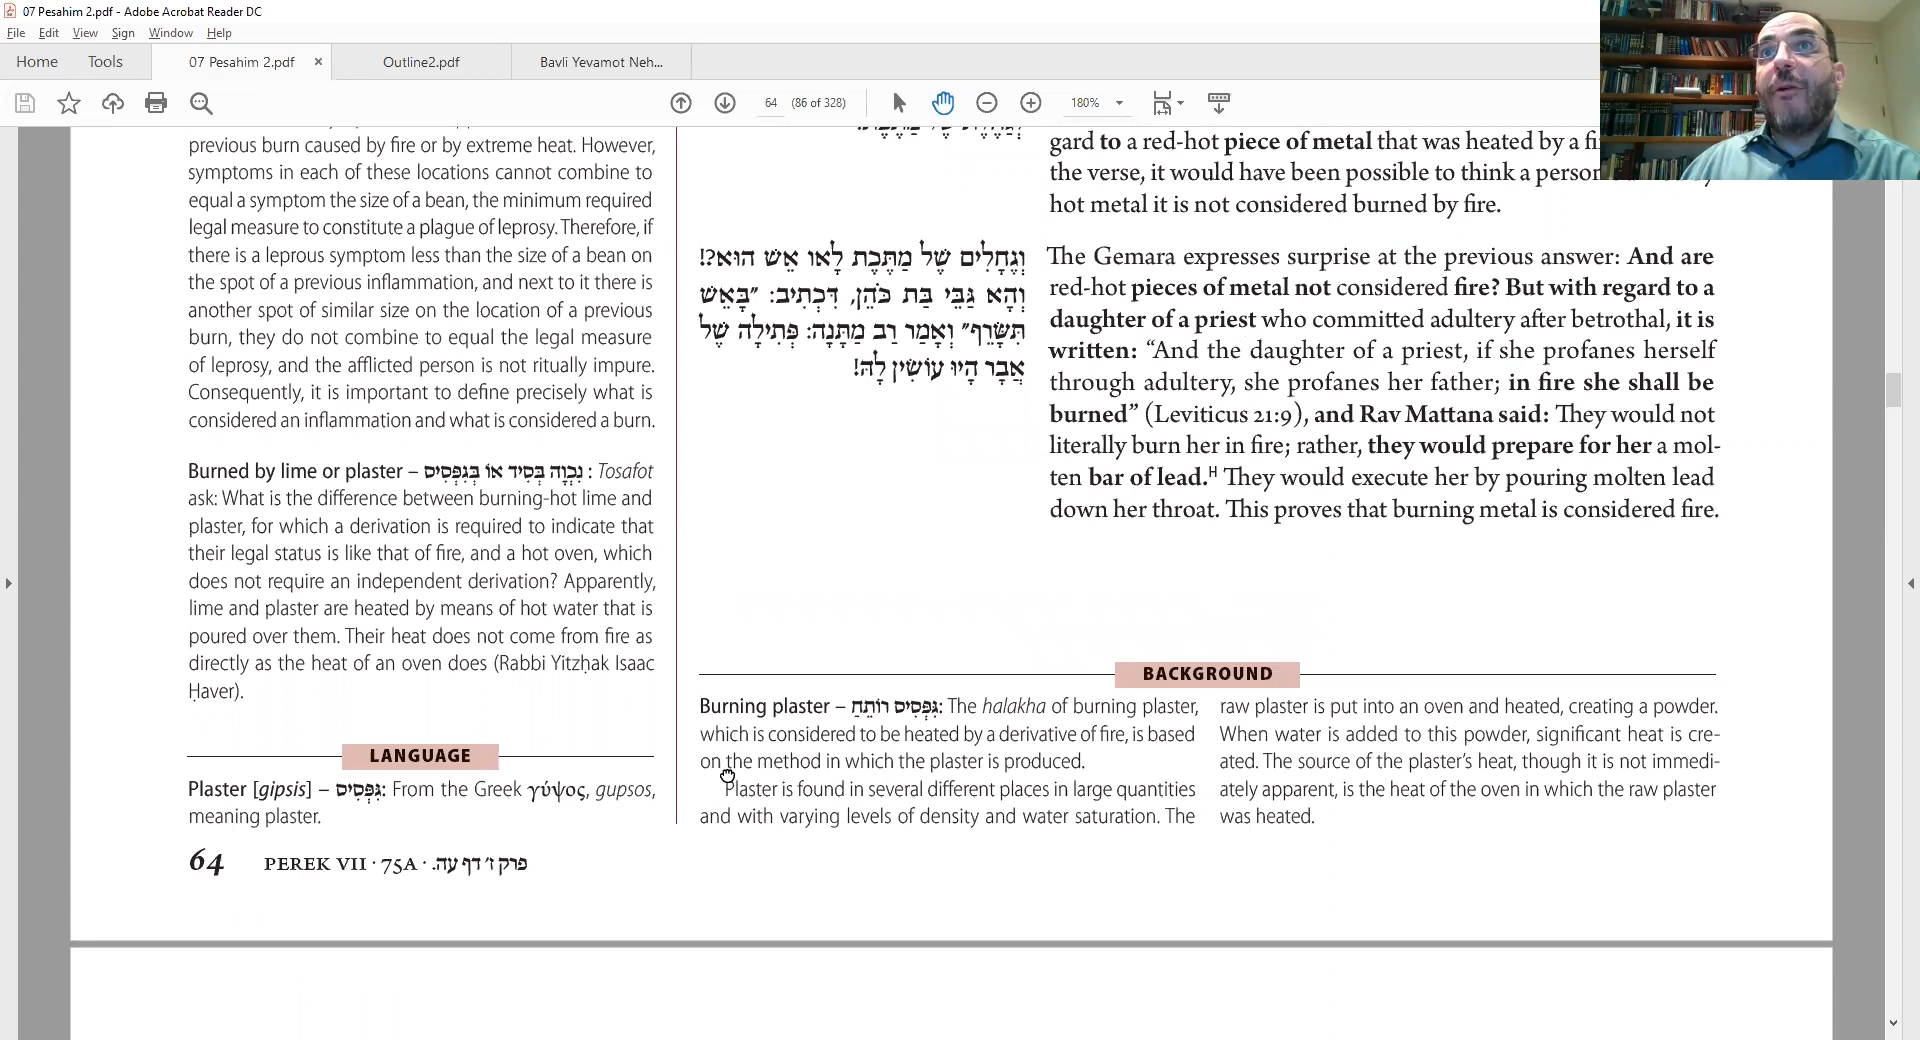 07 Pesahim 2.pdf - Adobe Acrobat Reader DC
File Edit View Sign Window Help
Home Tools 07 Pesahim 2.pdf × Outline2.pdf Bavli Yevamot Neh...
64 (86 of 328) 180%
previous burn caused by fire or by extreme heat. However,
symptoms in each of these locations cannot combine to
equal a symptom the size of a bean, the minimum required
legal measure to constitute a plague of leprosy. Therefore, if
there is a leprous symptom less than the size of a bean on
the spot of a previous inflammation, and next to it there is
another spot of similar size on the location of a previous
burn, they do not combine to equal the legal measure
of leprosy, and the afflicted person is not ritually impure.
Consequently, it is important to define precisely what is
considered an inflammation and what is considered a burn.
Burned by lime or plaster – נִכְוָה בְּסִיד אוֹ בְּגִפְּסִיס: Tosafot
ask: What is the difference between burning-hot lime and
plaster, for which a derivation is required to indicate that
their legal status is like that of fire, and a hot oven, which
does not require an independent derivation? Apparently,
lime and plaster are heated by means of hot water that is
poured over them. Their heat does not come from fire as
directly as the heat of an oven does (Rabbi Yitzḥak Isaac
Ḥaver).
LANGUAGE
Plaster [gipsis] – גִּפְּסִיס: From the Greek γύψος, gupsos,
meaning plaster.
gard to a red-hot piece of metal that was heated by a fi
the verse, it would have been possible to think a person
hot metal it is not considered burned by fire.
וְגֶחָלִים שֶׁל מַתֶּכֶת לָאו אֵשׁ הוּא?!
וְהָא גַּבֵּי בַּת כֹּהֵן, דִּכְתִיב: ״בָּאֵשׁ
תִּשָּׂרֵף״ וְאָמַר רַב מַתָּנָה: פְּתִילָה שֶׁל
אֲבָר הָיוּ עוֹשִׂין לָהּ!
The Gemara expresses surprise at the previous answer: And are
red-hot pieces of metal not considered fire? But with regard to a
daughter of a priest who committed adultery after betrothal, it is
written: “And the daughter of a priest, if she profanes herself
through adultery, she profanes her father; in fire she shall be
burned” (Leviticus 21:9), and Rav Mattana said: They would not
literally burn her in fire; rather, they would prepare for her a mol-
ten bar of lead.ᴴ They would execute her by pouring molten lead
down her throat. This proves that burning metal is considered fire.
BACKGROUND
Burning plaster – גִּפְּסִיס רוֹתֵחַ: The halakha of burning plaster,
which is considered to be heated by a derivative of fire, is based
on the method in which the plaster is produced.
Plaster is found in several different places in large quantities
and with varying levels of density and water saturation. The
raw plaster is put into an oven and heated, creating a powder.
When water is added to this powder, significant heat is cre-
ated. The source of the plaster’s heat, though it is not immedi-
ately apparent, is the heat of the oven in which the raw plaster
was heated.
64 PEREK VII · 75A · פרק ז׳ דף עה.